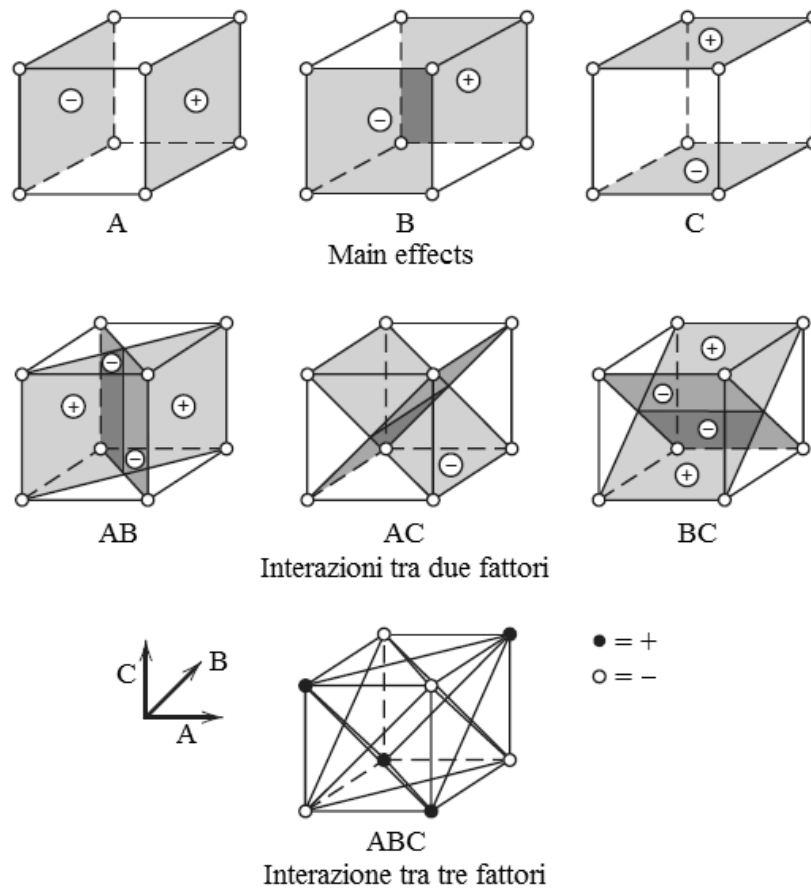 − + − + + −
A B C
Main effects
− + + − − + − − +
AB AC BC
Interazioni tra due fattori
C B A
● = +
○ = −
ABC
Interazione tra tre fattori